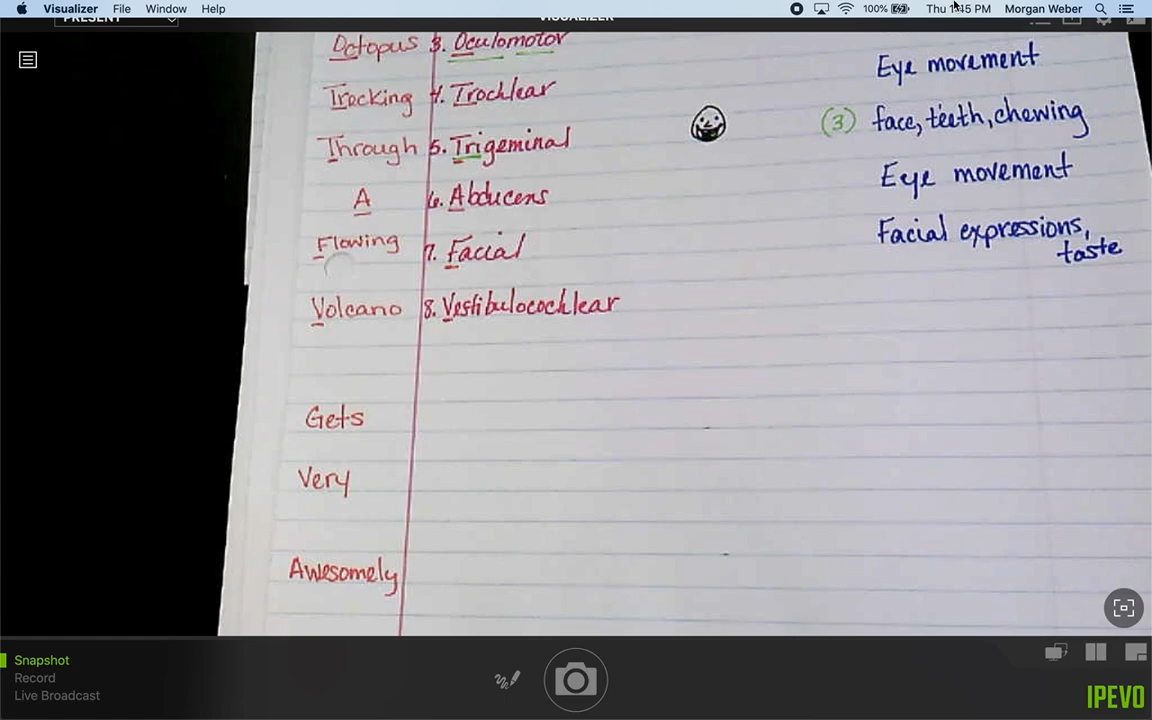 Visualizer File Window Help 100% Thu 1:45 PM Morgan Weber
PRESENT VISUALIZER
Octopus 3. Oculomotor
Eye movement
Tracking 4. Trochlear
(3) face, teeth, chewing
Through 5. Trigeminal
Eye movement
A 6. Abducens
Facial expressions,
taste
Flowing 7. Facial
Volcano 8. Vestibulocochlear
Gets
Very
Awesomely
Snapshot
Record
Live Broadcast
IPEVO